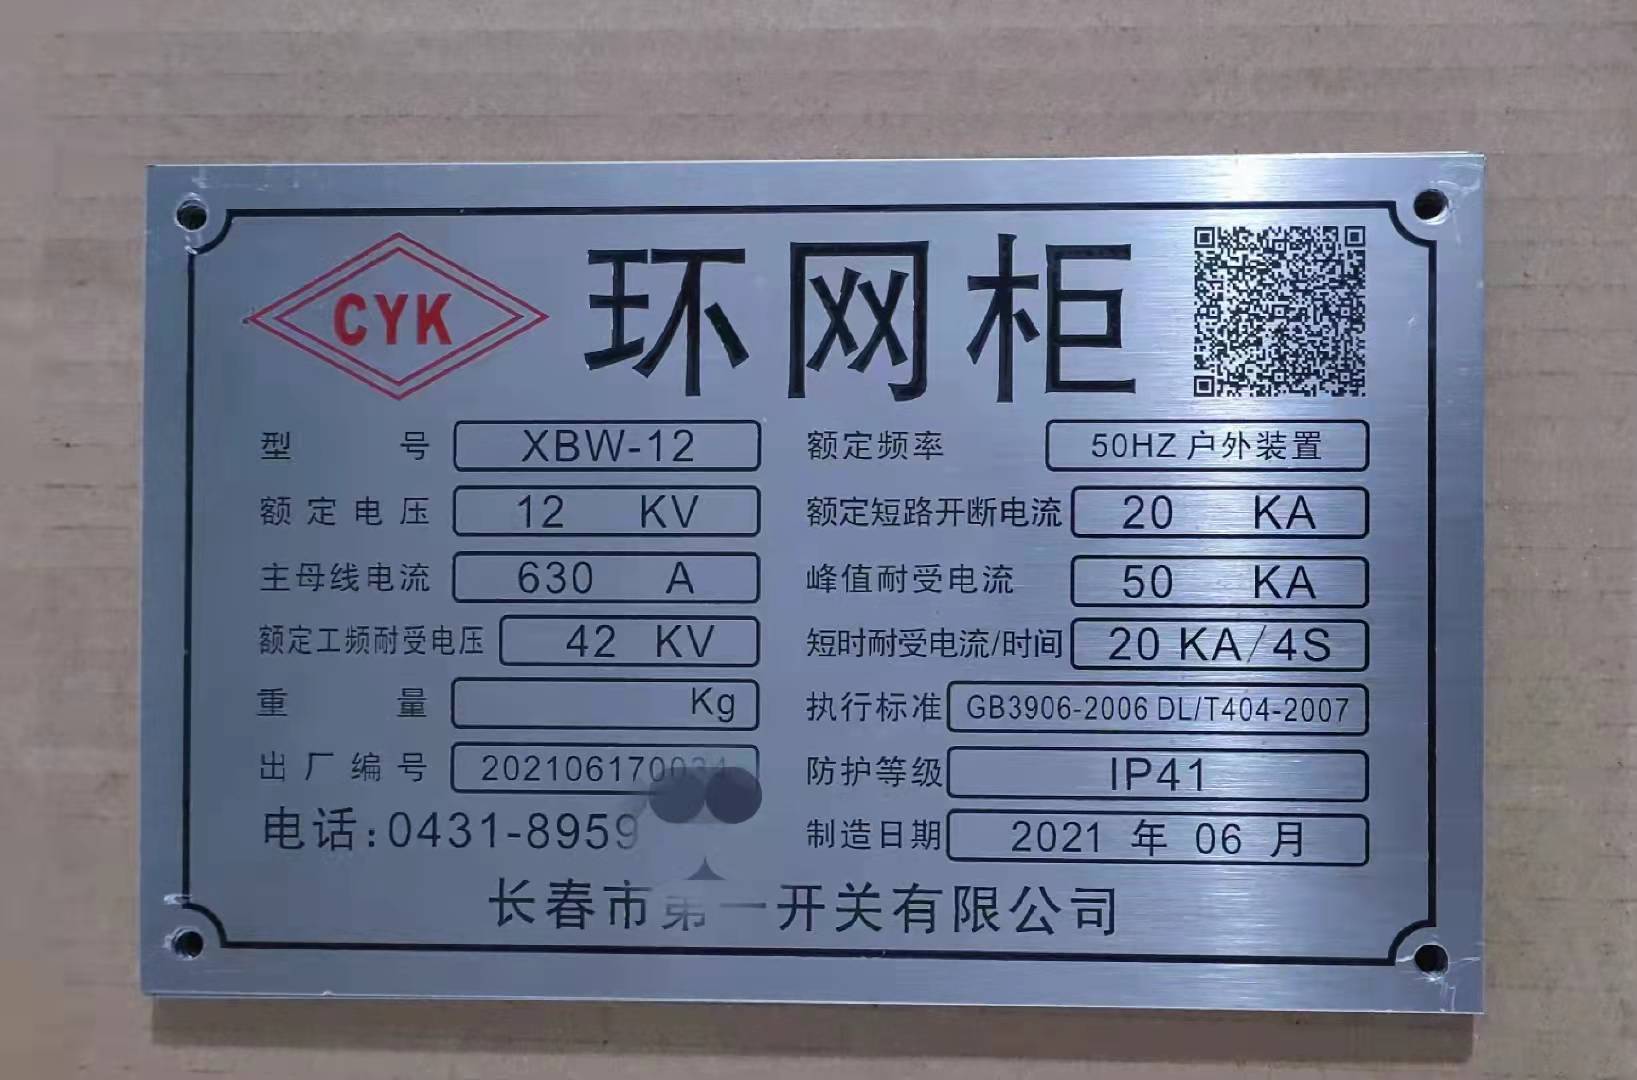 CYK 环网柜
型 号 XBW-12 额定频率 50HZ 户外装置
额定电压 12 KV 额定短路开断电流 20 KA
主母线电流 630 A 峰值耐受电流 50 KA
额定工频耐受电压 42 KV 短时耐受电流/时间 20 KA/4S
重 量 Kg 执行标准 GB3906-2006 DL/T404-2007
出厂编号 防护等级 IP41
电话:0431-8959 制造日期 2021 年 06 月
长春市第一开关有限公司